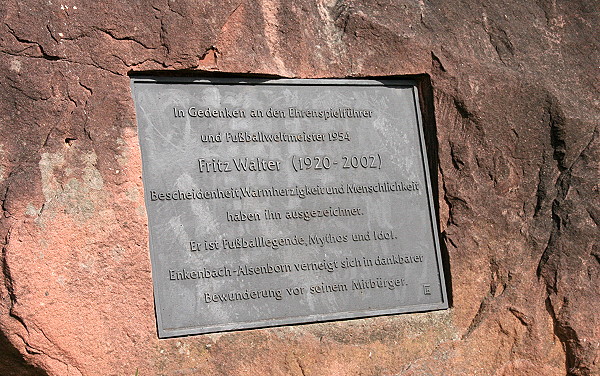 In Gedenken an den Ehrenspielführer
und Fußballweltmeister 1954
Fritz Walter (1920-2002)
Bescheidenheit, Warmherzigkeit und Menschlichkeit
haben ihn ausgezeichnet.
Er ist Fußballlegende, Mythos und Idol.
Enkenbach-Alsenborn verneigt sich in dankbarer
Bewunderung vor seinem Mitbürger.